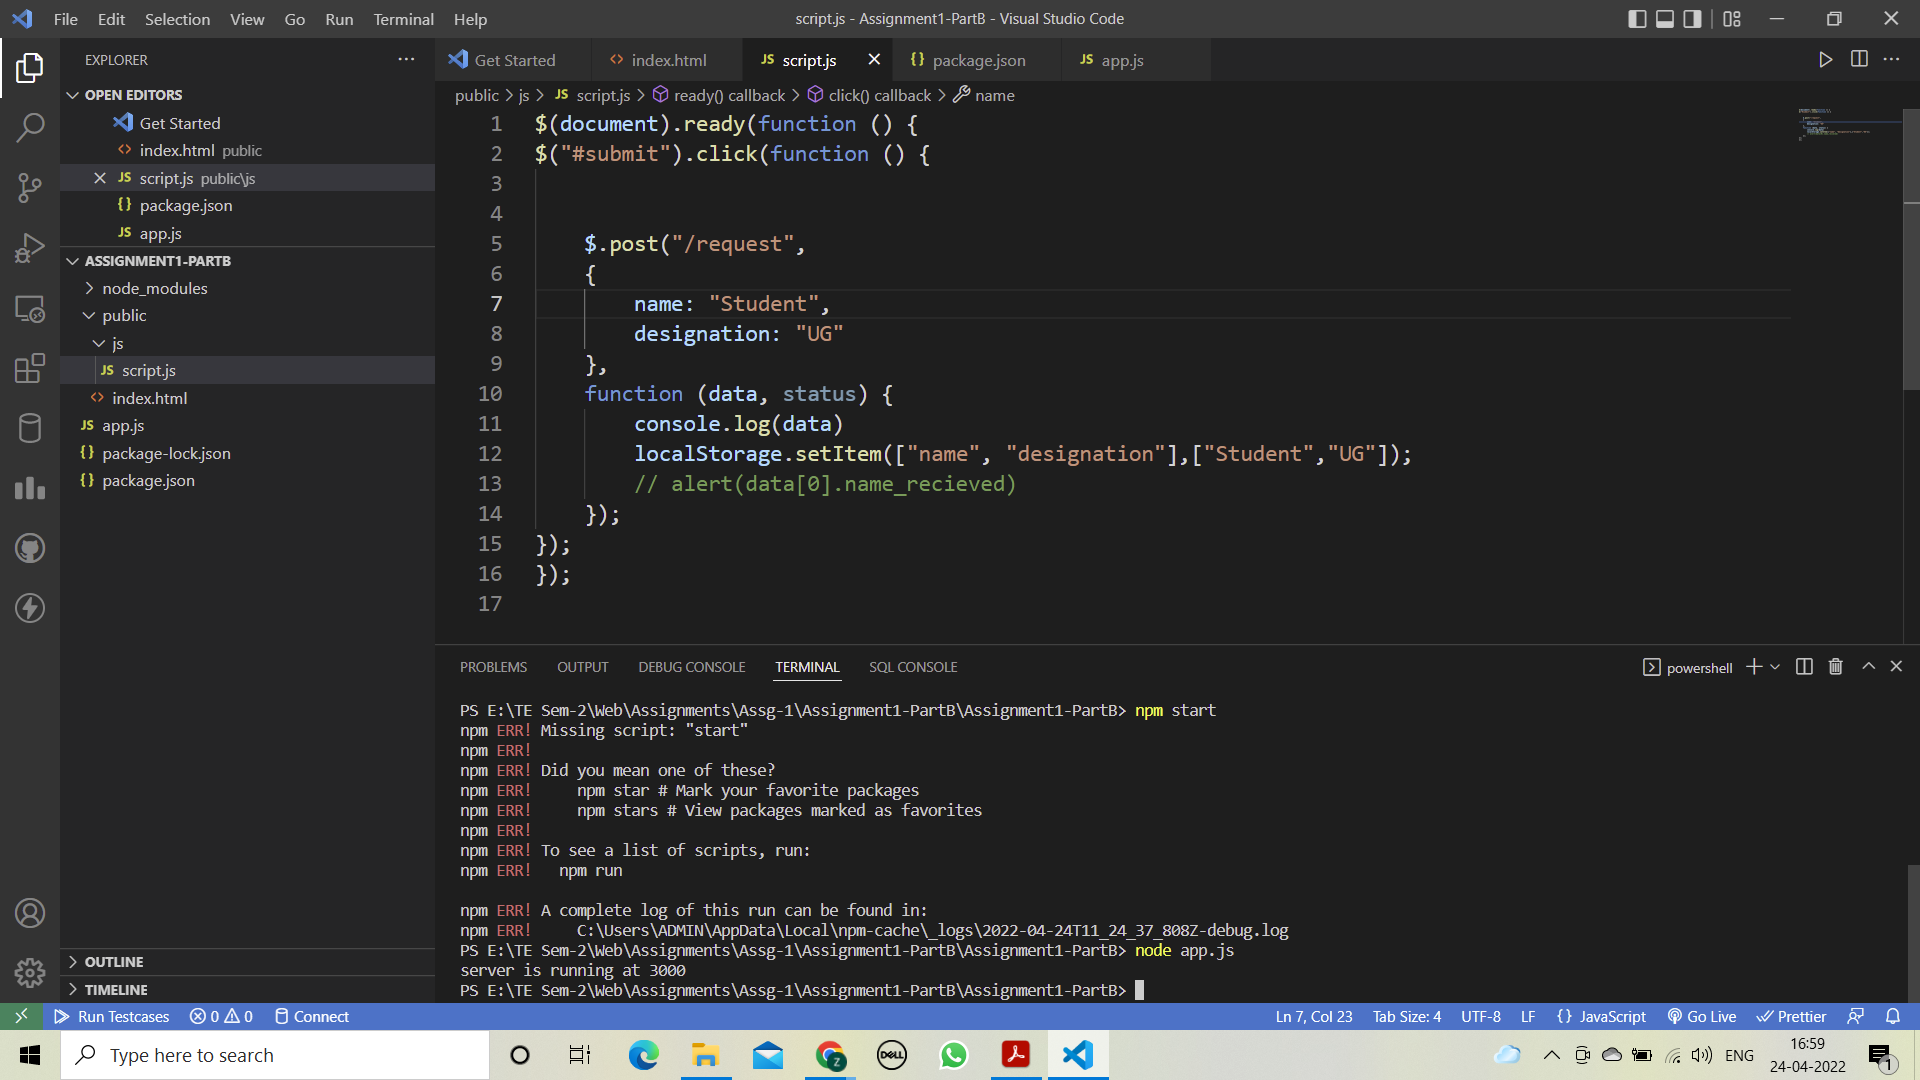 File Edit Selection View Go Run Terminal Help
script.js - Assignment1-PartB - Visual Studio Code
EXPLORER
OPEN EDITORS
Get Started
<> index.html public
JS script.js public\js
{} package.json
JS app.js
ASSIGNMENT1-PARTB
node_modules
public
js
JS script.js
<> index.html
JS app.js
{} package-lock.json
{} package.json
OUTLINE
TIMELINE
Get Started <> index.html JS script.js {} package.json JS app.js
public > js > JS script.js > ready() callback > click() callback > name
1 $(document).ready(function () {
2 $("#submit").click(function () {
3
4
5 $.post("/request",
6 {
7 name: "Student",
8 designation: "UG"
9 },
10 function (data, status) {
11 console.log(data)
12 localStorage.setItem(["name", "designation"],["Student","UG"]);
13 // alert(data[0].name_recieved)
14 });
15 });
16 });
17
PROBLEMS OUTPUT DEBUG CONSOLE TERMINAL SQL CONSOLE
powershell
PS E:\TE Sem-2\Web\Assignments\Assg-1\Assignment1-PartB\Assignment1-PartB> npm start
npm ERR! Missing script: "start"
npm ERR!
npm ERR! Did you mean one of these?
npm ERR! npm star # Mark your favorite packages
npm ERR! npm stars # View packages marked as favorites
npm ERR!
npm ERR! To see a list of scripts, run:
npm ERR! npm run
npm ERR! A complete log of this run can be found in:
npm ERR! C:\Users\ADMIN\AppData\Local\npm-cache\_logs\2022-04-24T11_24_37_808Z-debug.log
PS E:\TE Sem-2\Web\Assignments\Assg-1\Assignment1-PartB\Assignment1-PartB> node app.js
server is running at 3000
PS E:\TE Sem-2\Web\Assignments\Assg-1\Assignment1-PartB\Assignment1-PartB>
Run Testcases 0 0 Connect
Ln 7, Col 23 Tab Size: 4 UTF-8 LF {} JavaScript Go Live Prettier
Type here to search
DELL
Z
ENG
16:59
24-04-2022
1